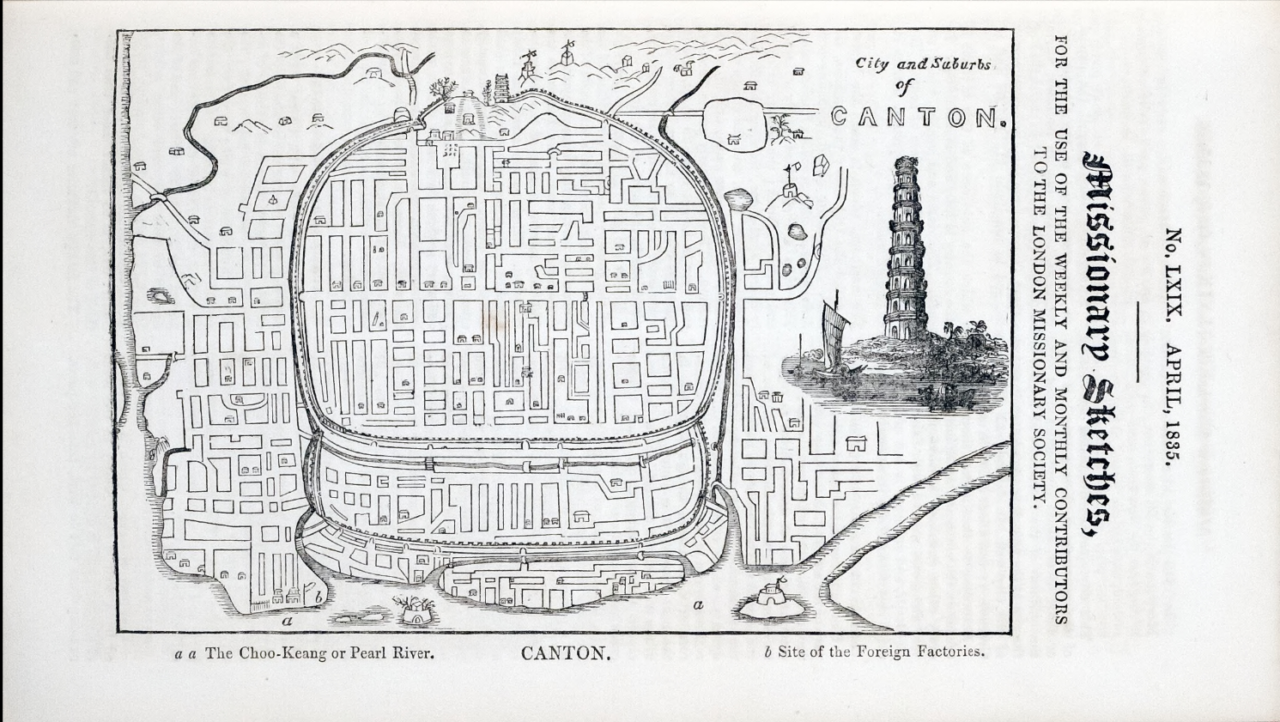 No. LXIX. APRIL, 1835.
Missionary Sketches,
FOR THE USE OF THE WEEKLY AND MONTHLY CONTRIBUTORS
TO THE LONDON MISSIONARY SOCIETY.
City and Suburbs
of
CANTON.
b
a
a
a a The Choo-Keang or Pearl River.
CANTON.
b Site of the Foreign Factories.